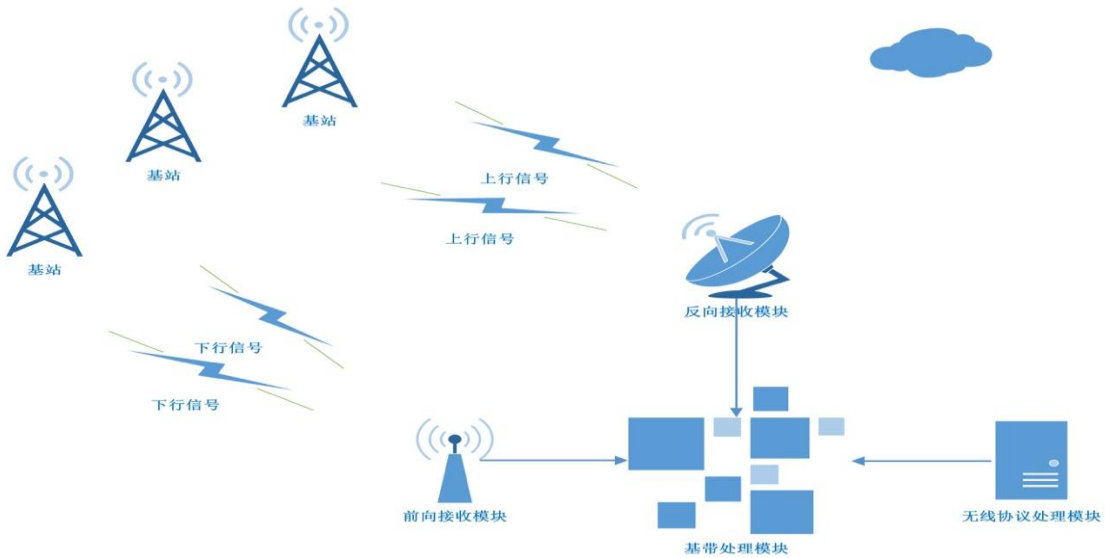 基站
基站
上行信号
上行信号
基站
反向接收模块
下行信号
下行信号
前向接收模块
无线协议处理模块
基带处理模块